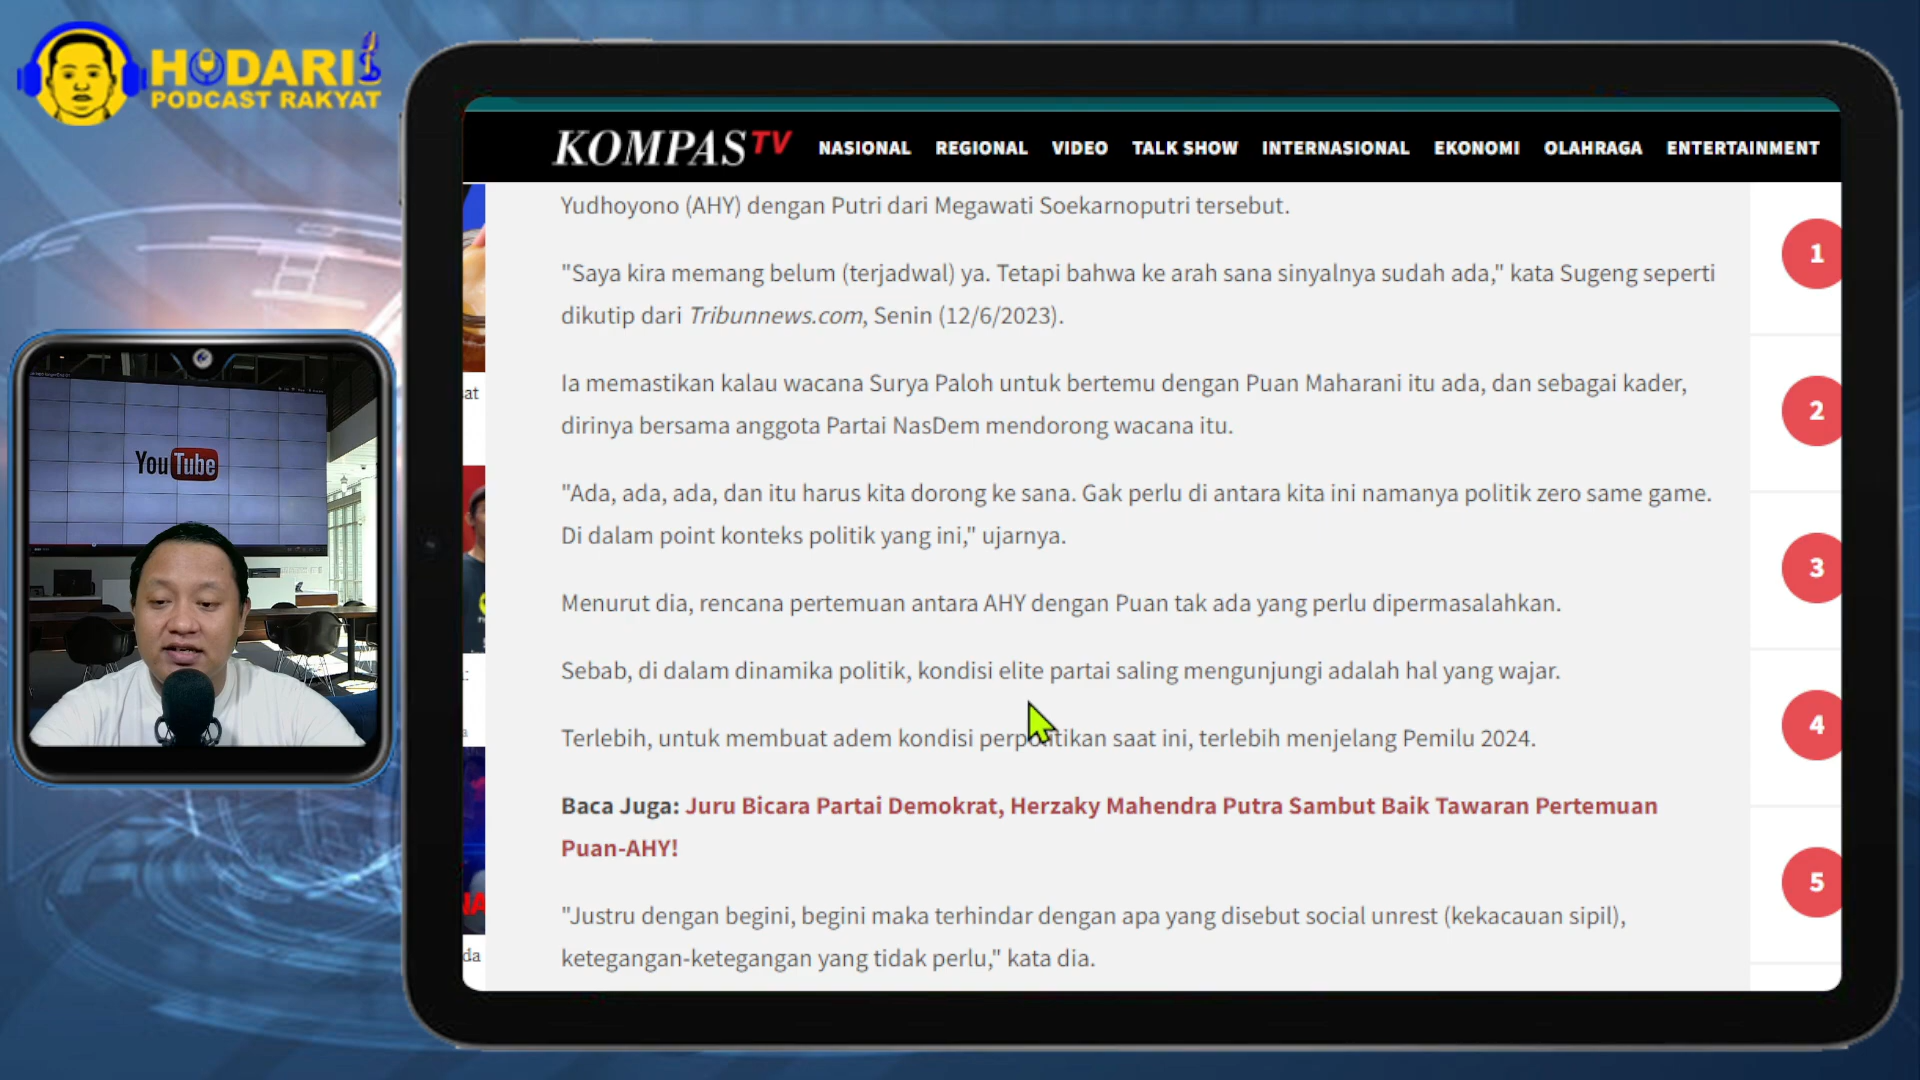 HODARI
PODCAST RAKYAT
KOMPAS TV
NASIONAL REGIONAL VIDEO TALK SHOW INTERNASIONAL EKONOMI OLAHRAGA ENTERTAINMENT
Yudhoyono (AHY) dengan Putri dari Megawati Soekarnoputri tersebut.
"Saya kira memang belum (terjadwal) ya. Tetapi bahwa ke arah sana sinyalnya sudah ada," kata Sugeng seperti
dikutip dari Tribunnews.com, Senin (12/6/2023).
Ia memastikan kalau wacana Surya Paloh untuk bertemu dengan Puan Maharani itu ada, dan sebagai kader,
dirinya bersama anggota Partai NasDem mendorong wacana itu.
"Ada, ada, ada, dan itu harus kita dorong ke sana. Gak perlu di antara kita ini namanya politik zero same game.
Di dalam point konteks politik yang ini," ujarnya.
Menurut dia, rencana pertemuan antara AHY dengan Puan tak ada yang perlu dipermasalahkan.
Sebab, di dalam dinamika politik, kondisi elite partai saling mengunjungi adalah hal yang wajar.
Terlebih, untuk membuat adem kondisi perpolitikan saat ini, terlebih menjelang Pemilu 2024.
Baca Juga: Juru Bicara Partai Demokrat, Herzaky Mahendra Putra Sambut Baik Tawaran Pertemuan
Puan-AHY!
"Justru dengan begini, begini maka terhindar dengan apa yang disebut social unrest (kekacauan sipil),
ketegangan-ketegangan yang tidak perlu," kata dia.
1
2
3
4
5
at
da
YouTube